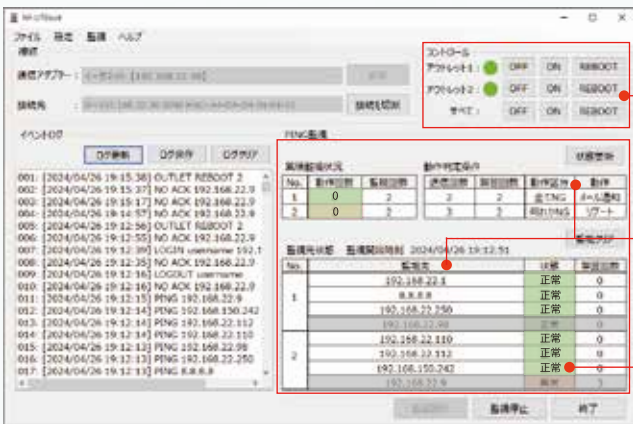 ファイル 設定 監視 ヘルプ
接続
通信アダプター :
接続先 :
接続を切断
コントロール
アウトレット1 : OFF ON REBOOT
アウトレット2 : OFF ON REBOOT
すべて : OFF ON REBOOT
イベントログ
ログ更新 ログ保存 ログクリア
001: [2024/04/26 19:15:38] OUTLET REBOOT 2
002: [2024/04/26 19:15:37] NO ACK 192.168.22.9
003: [2024/04/26 19:15:17] NO ACK 192.168.22.9
004: [2024/04/26 19:14:57] NO ACK 192.168.22.9
005: [2024/04/26 19:12:56] OUTLET REBOOT 2
006: [2024/04/26 19:12:55] NO ACK 192.168.22.9
007: [2024/04/26 19:12:39] LOGIN username 192.1
008: [2024/04/26 19:12:35] NO ACK 192.168.22.9
009: [2024/04/26 19:12:16] LOGOUT username
010: [2024/04/26 19:12:16] NO ACK 192.168.22.9
011: [2024/04/26 19:12:15] PING 192.168.22.9
012: [2024/04/26 19:12:14] PING 192.168.150.242
013: [2024/04/26 19:12:14] PING 192.168.22.112
014: [2024/04/26 19:12:14] PING 192.168.22.110
015: [2024/04/26 19:12:13] PING 192.168.22.98
016: [2024/04/26 19:12:13] PING 192.168.22.250
017: [2024/04/26 19:12:13] PING 8.8.8.8
PING監視
状態更新
動作判定条件
No. 動作回数 監視回数 送信回数 無応答回数 動作区分 動作
1 0 2 2 2 全てNG メール通知
2 0 2 3 2 何れかNG リブート
監視先状態 監視開始時刻 2024/04/26 19:12:51
No. 監視先 状態 無応答回数
1
192.168.22.1 正常 0
8.8.8.8 正常 0
192.168.22.250 正常 0
192.168.22.98 正常 0
2
192.168.22.110 正常 0
192.168.22.112 正常 0
192.168.150.242 正常 0
192.168.22.9
監視停止 終了